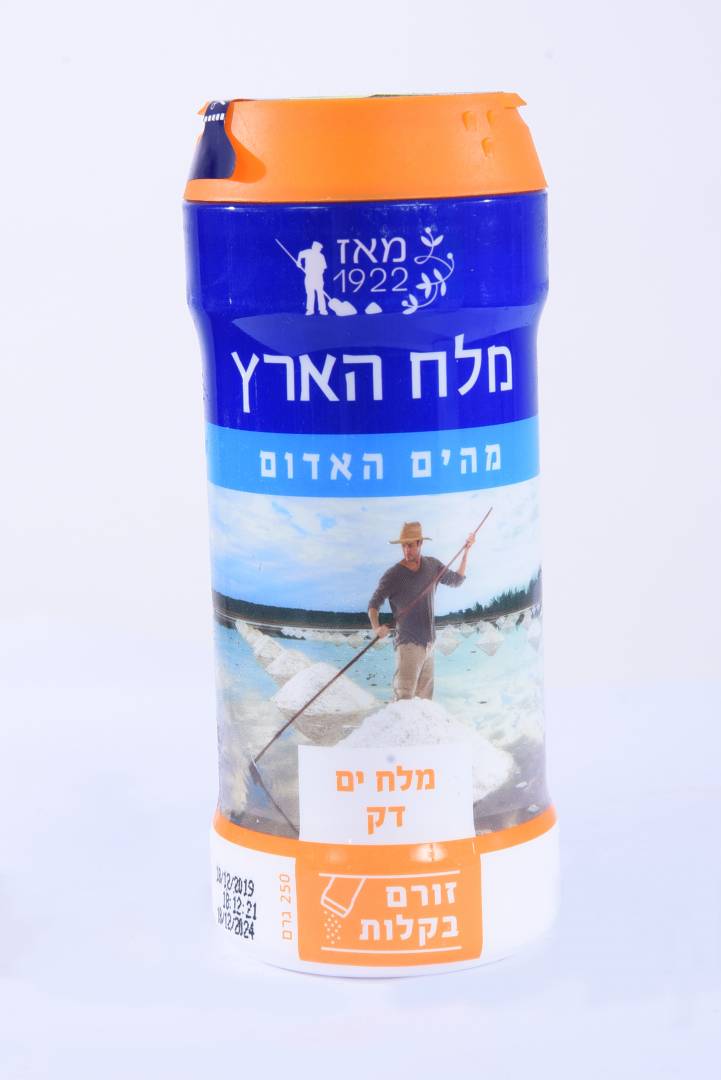 מאז
1922
מלח הארץ
מהים האדום
מלח ים
דק
זורם
בקלות
250 גרם
18/12/2019
18:12:21
18/12/2024